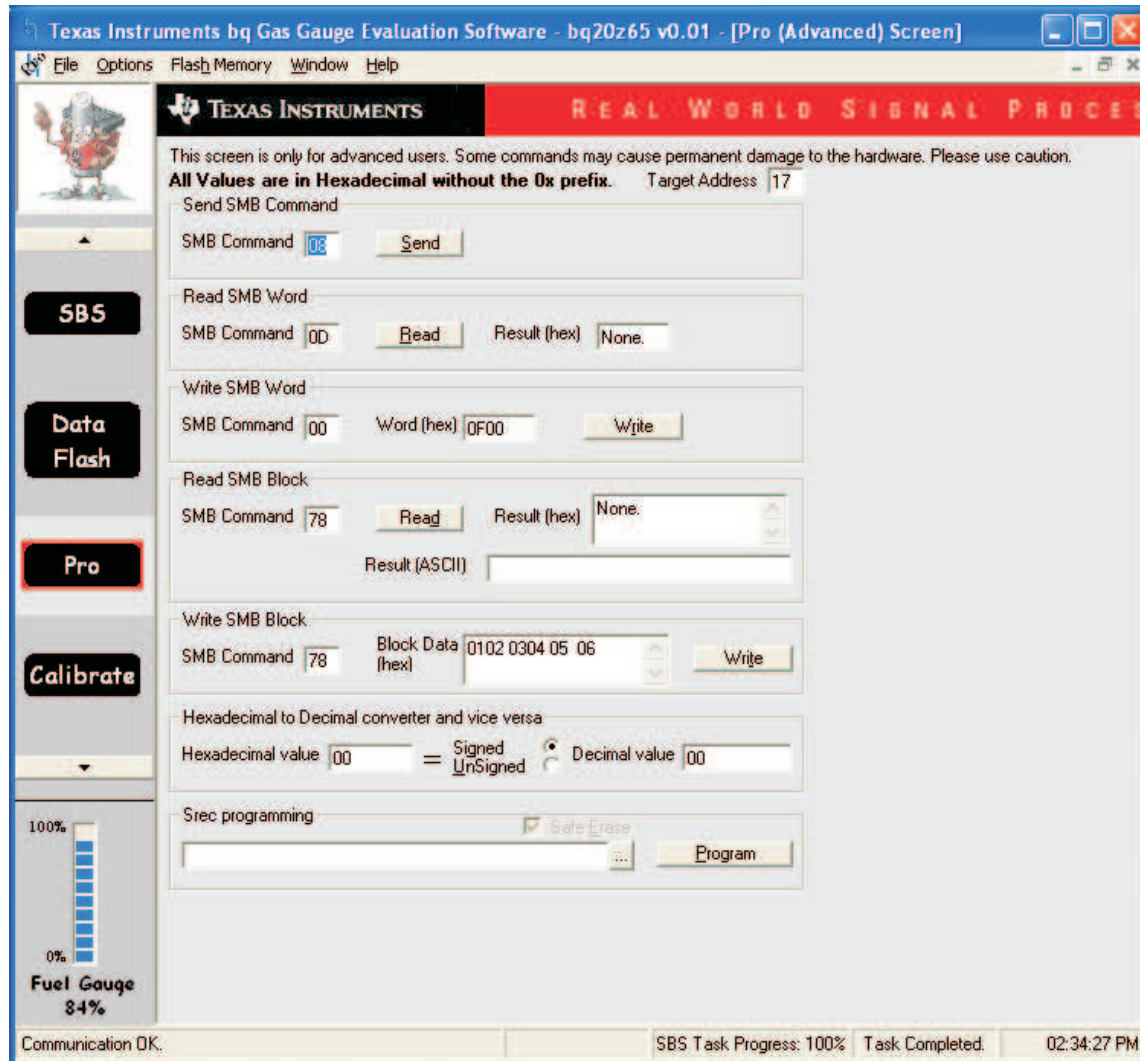 Texas Instruments bq Gas Gauge Evaluation Software - bq20z65 v0.01 - [Pro (Advanced) Screen]
File Options Flash Memory Window Help
TEXAS INSTRUMENTS
REAL WORLD SIGNAL PROCES
This screen is only for advanced users. Some commands may cause permanent damage to the hardware. Please use caution.
All Values are in Hexadecimal without the 0x prefix. Target Address 17
Send SMB Command
SMB Command 08 Send
Read SMB Word
SMB Command 0D Read Result (hex) None.
Write SMB Word
SMB Command 00 Word (hex) 0F00 Write
Read SMB Block
SMB Command 78 Read Result (hex) None.
Result (ASCII)
Write SMB Block
SMB Command 78 Block Data (hex) 0102 0304 05 06 Write
Hexadecimal to Decimal converter and vice versa
Hexadecimal value 00 = Signed UnSigned Decimal value 00
Srec programming Safe Erase
... Program
SBS
Data
Flash
Pro
Calibrate
100%
0%
Fuel Gauge
84%
Communication OK. SBS Task Progress: 100% Task Completed. 02:34:27 PM